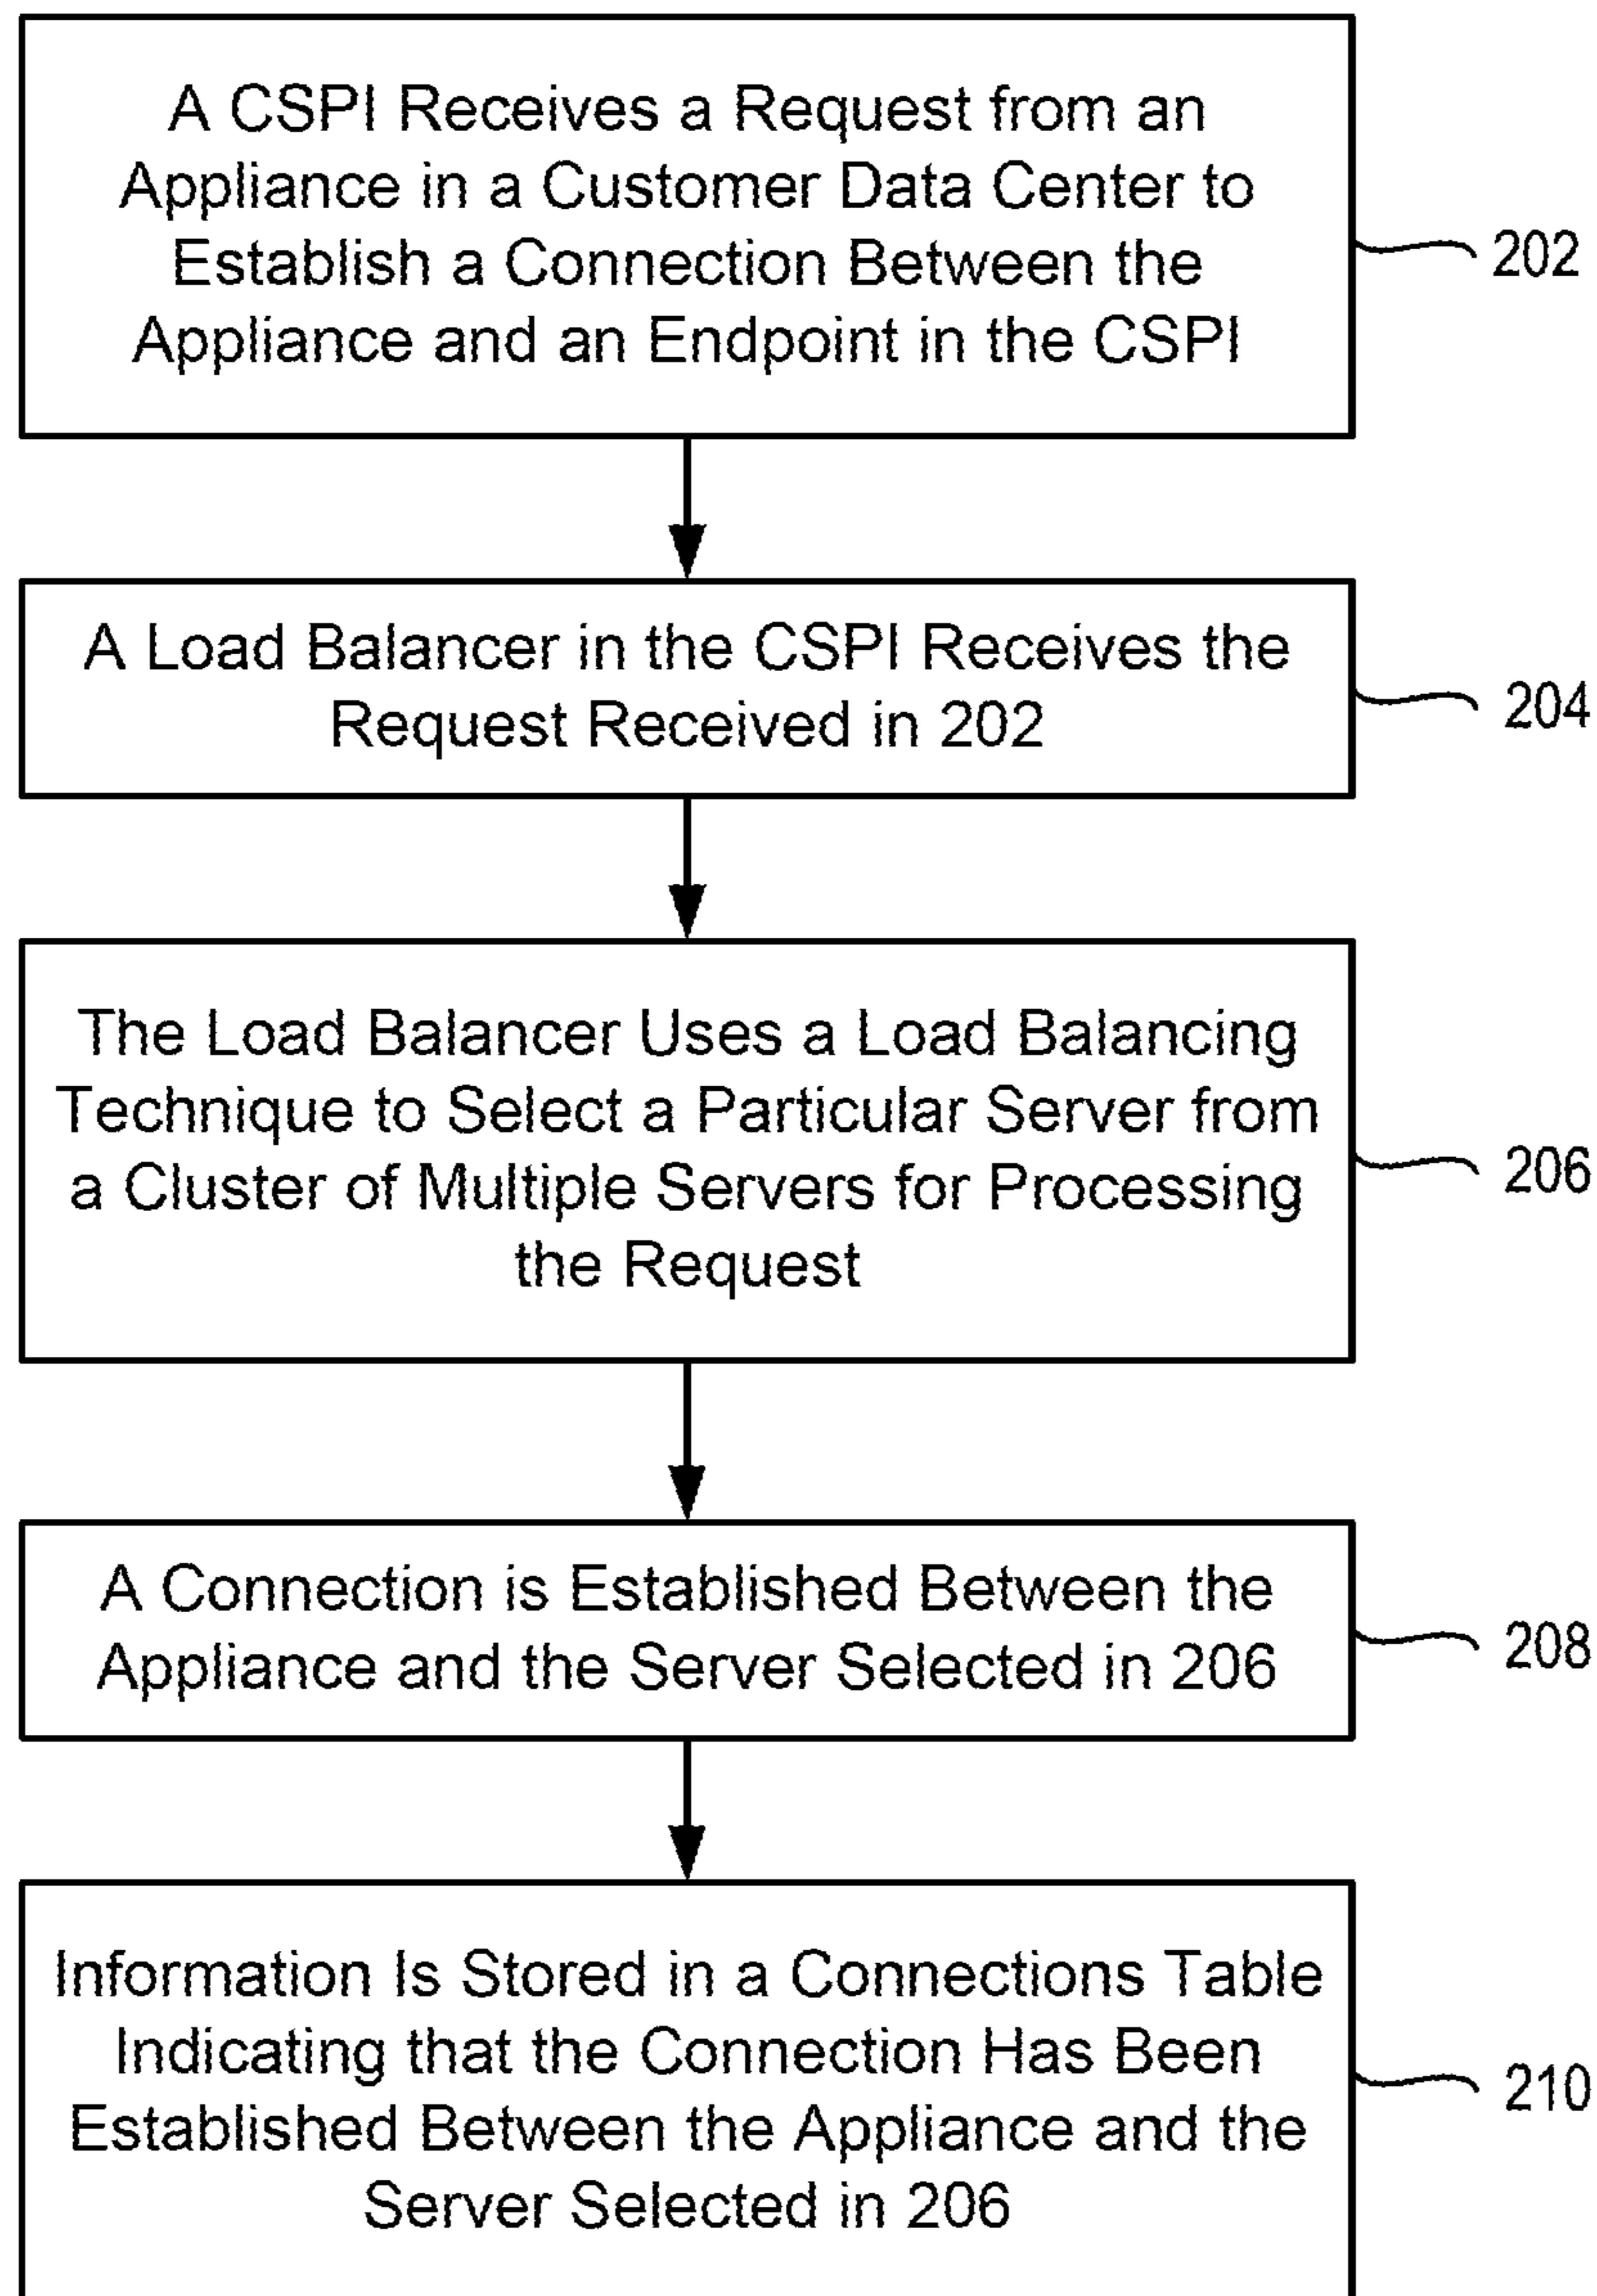 A CSPI Receives a Request from an
Appliance in a Customer Data Center to
Establish a Connection Between the
Appliance and an Endpoint in the CSPI
202
A Load Balancer in the CSPI Receives the
Request Received in 202
204
The Load Balancer Uses a Load Balancing
Technique to Select a Particular Server from
a Cluster of Multiple Servers for Processing
the Request
206
A Connection is Established Between the
Appliance and the Server Selected in 206
208
Information Is Stored in a Connections Table
Indicating that the Connection Has Been
Established Between the Appliance and the
Server Selected in 206
210